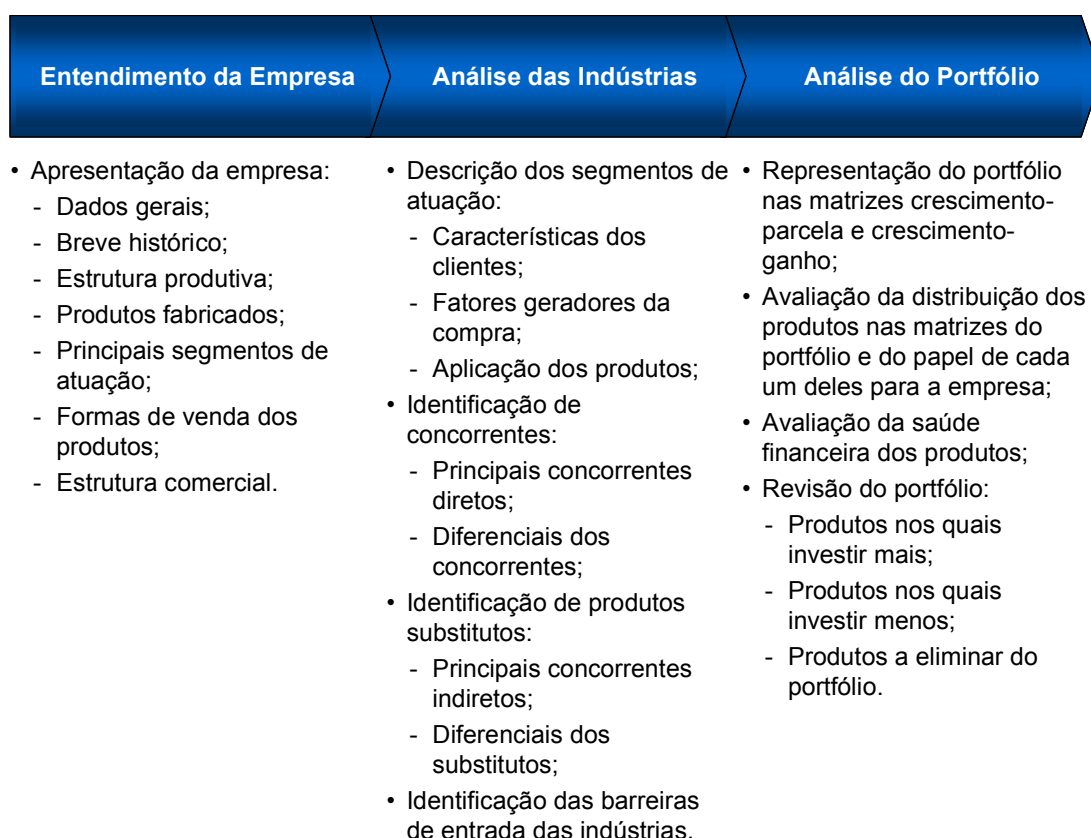 Entendimento da Empresa
Análise das Indústrias
Análise do Portfólio
• Apresentação da empresa:
- Dados gerais;
- Breve histórico;
- Estrutura produtiva;
- Produtos fabricados;
- Principais segmentos de
atuação;
- Formas de venda dos
produtos;
- Estrutura comercial.
• Descrição dos segmentos de
atuação:
- Características dos
clientes;
- Fatores geradores da
compra;
- Aplicação dos produtos;
• Identificação de
concorrentes:
- Principais concorrentes
diretos;
- Diferenciais dos
concorrentes;
• Identificação de produtos
substitutos:
- Principais concorrentes
indiretos;
- Diferenciais dos
substitutos;
• Identificação das barreiras
de entrada das indústrias.
• Representação do portfólio
nas matrizes crescimento-
parcela e crescimento-
ganho;
• Avaliação da distribuição dos
produtos nas matrizes do
portfólio e do papel de cada
um deles para a empresa;
• Avaliação da saúde
financeira dos produtos;
• Revisão do portfólio:
- Produtos nos quais
investir mais;
- Produtos nos quais
investir menos;
- Produtos a eliminar do
portfólio.